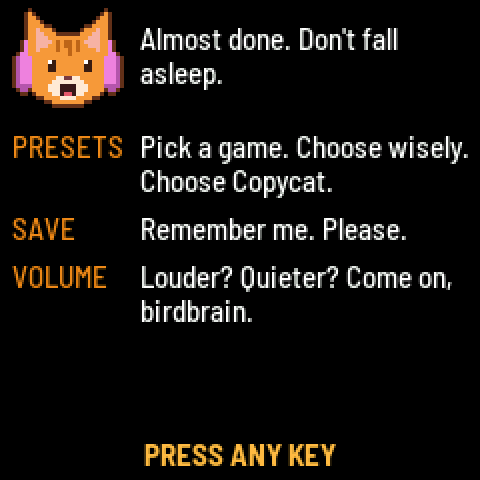 Almost done. Don't fall
asleep.
PRESETS Pick a game. Choose wisely.
Choose Copycat.
SAVE Remember me. Please.
VOLUME Louder? Quieter? Come on,
birdbrain.
PRESS ANY KEY